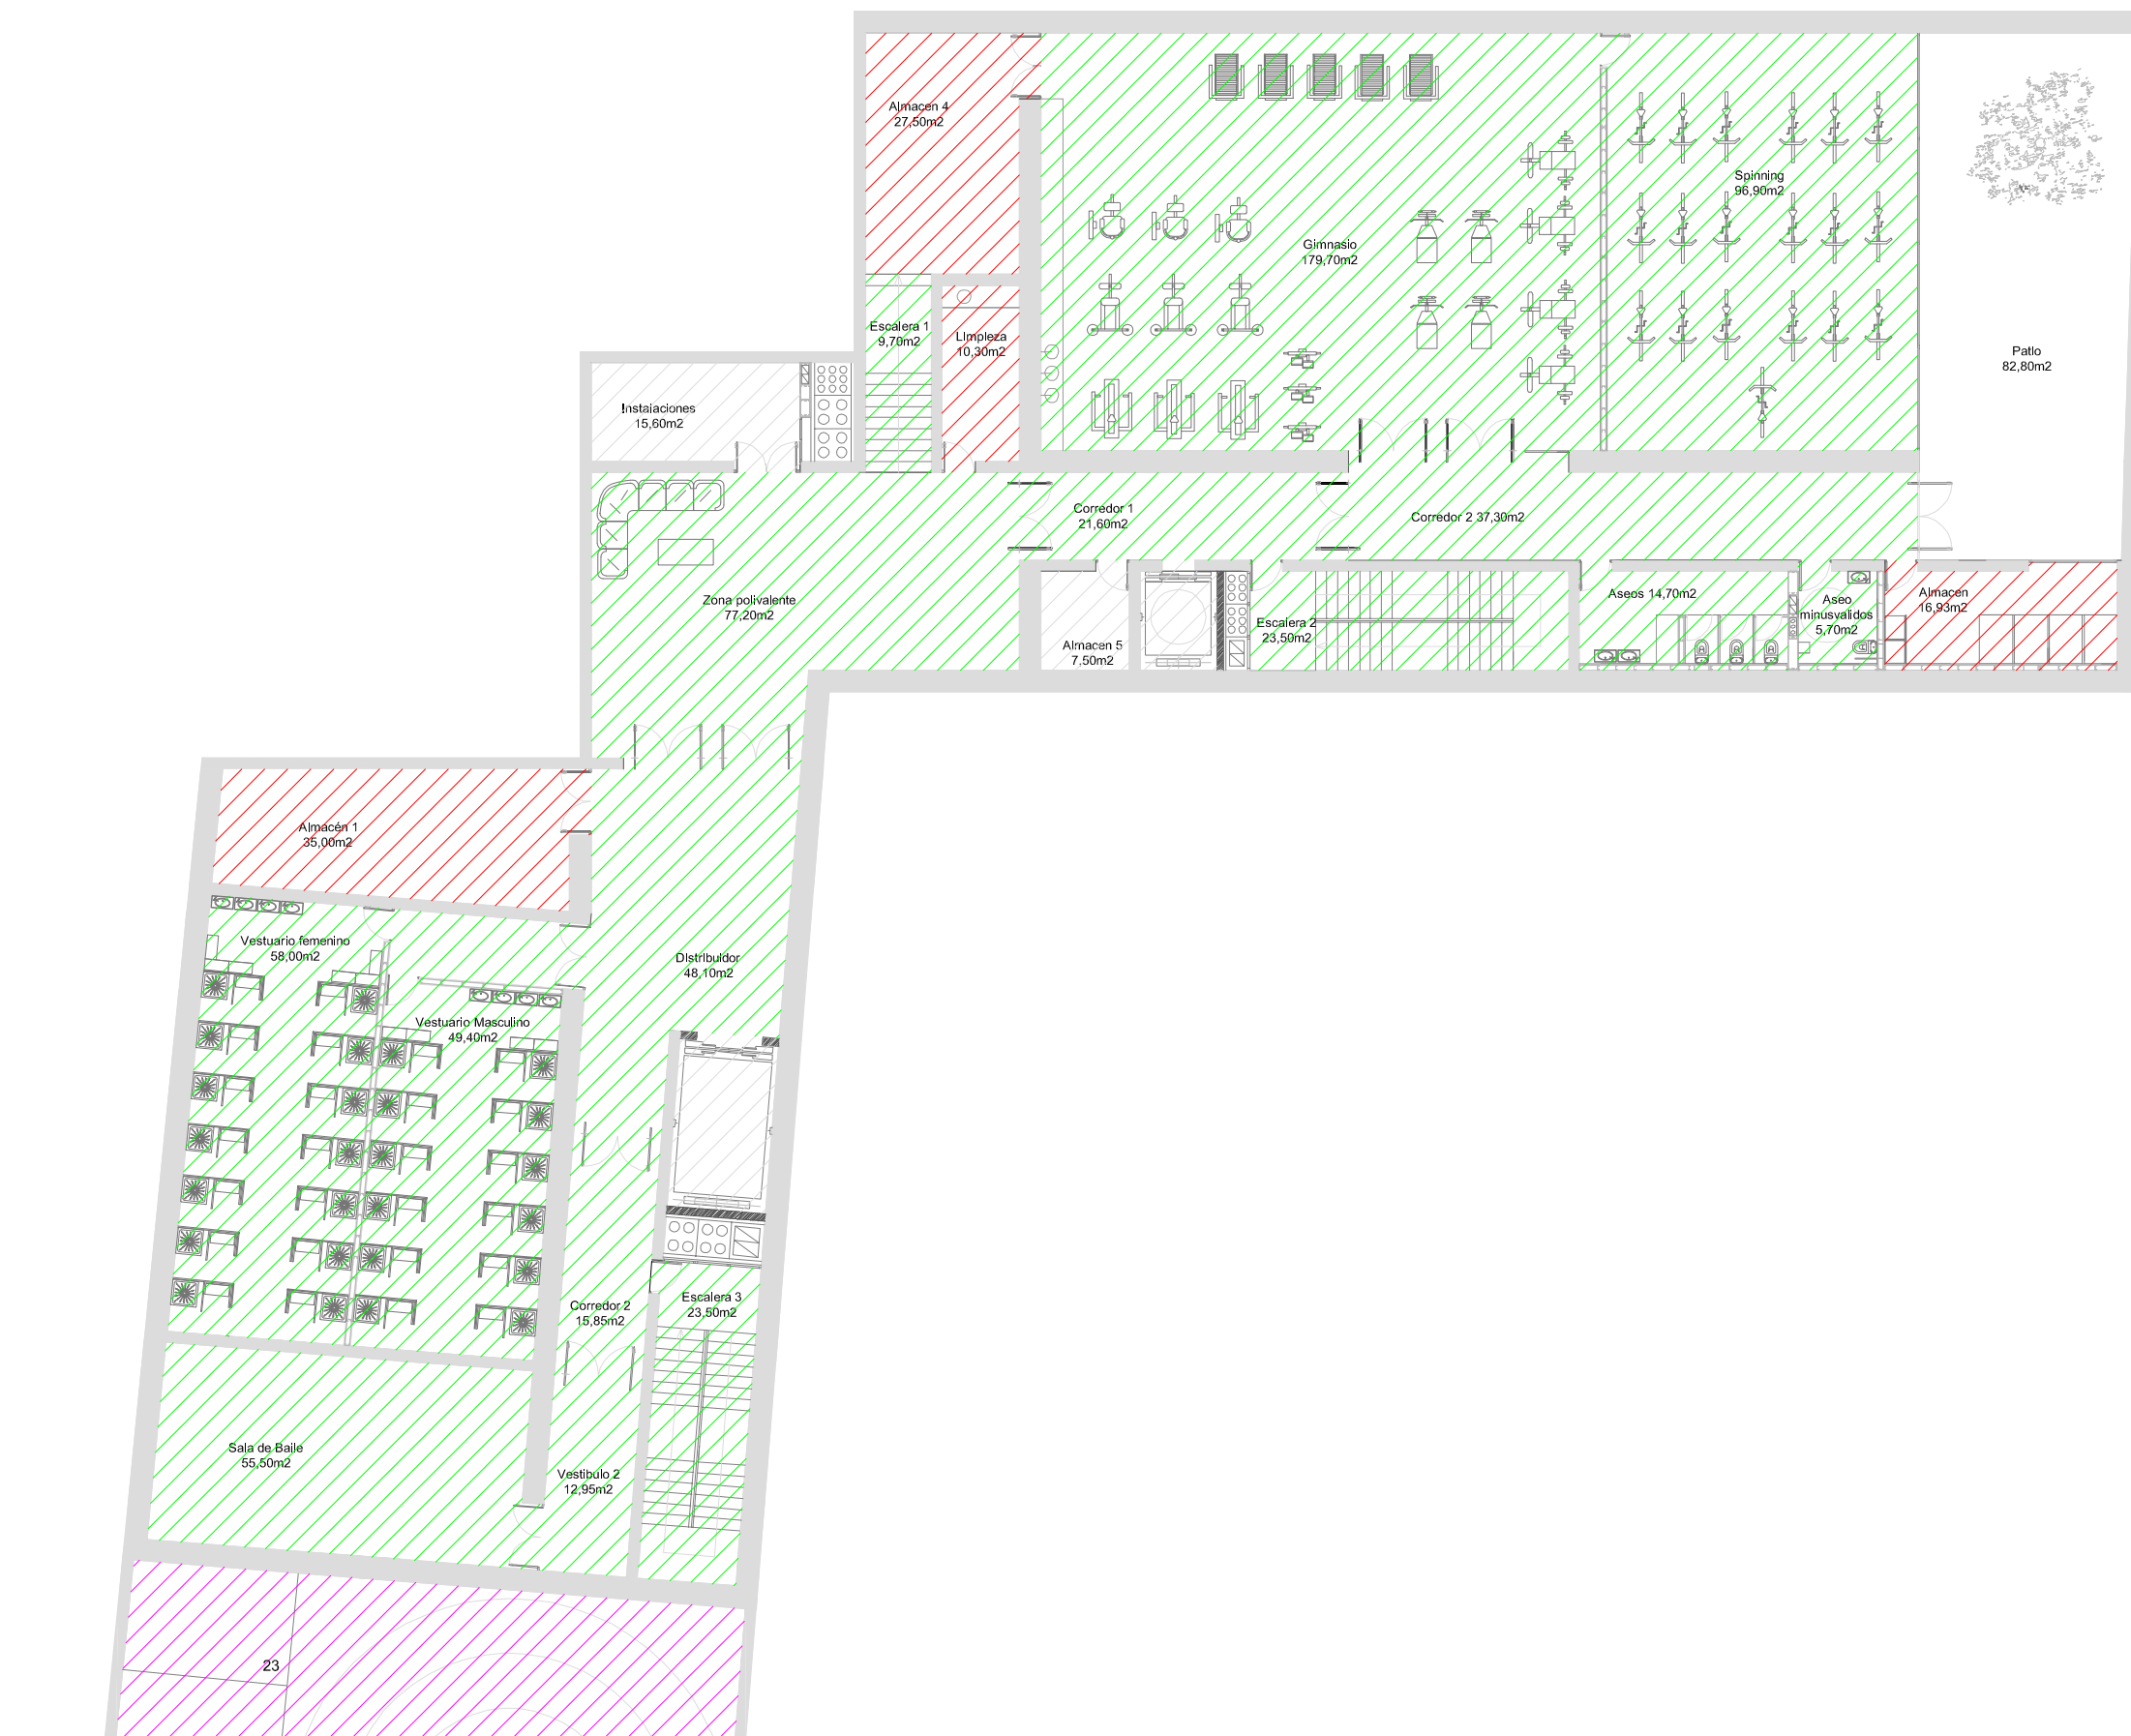 Almacen 4
27,50m2
Spinning
96,90m2
Gimnasio
179,70m2
Escalera 1
9,70m2
Limpieza
10,30m2
Patio
82,80m2
Instalaciones
15,60m2
Corredor 1
21,60m2
Corredor 2 37,30m2
Zona polivalente
77,20m2
Aseos 14,70m2
Aseo
minusvalidos
5,70m2
Almacen
16,93m2
Escalera 2
23,50m2
Almacen 5
7,50m2
Almacén 1
35,00m2
Vestuario femenino
58,00m2
Distribuidor
48,10m2
Vestuario Masculino
49,40m2
Corredor 2
15,85m2
Escalera 3
23,50m2
Sala de Baile
55,50m2
Vestibulo 2
12,95m2
23